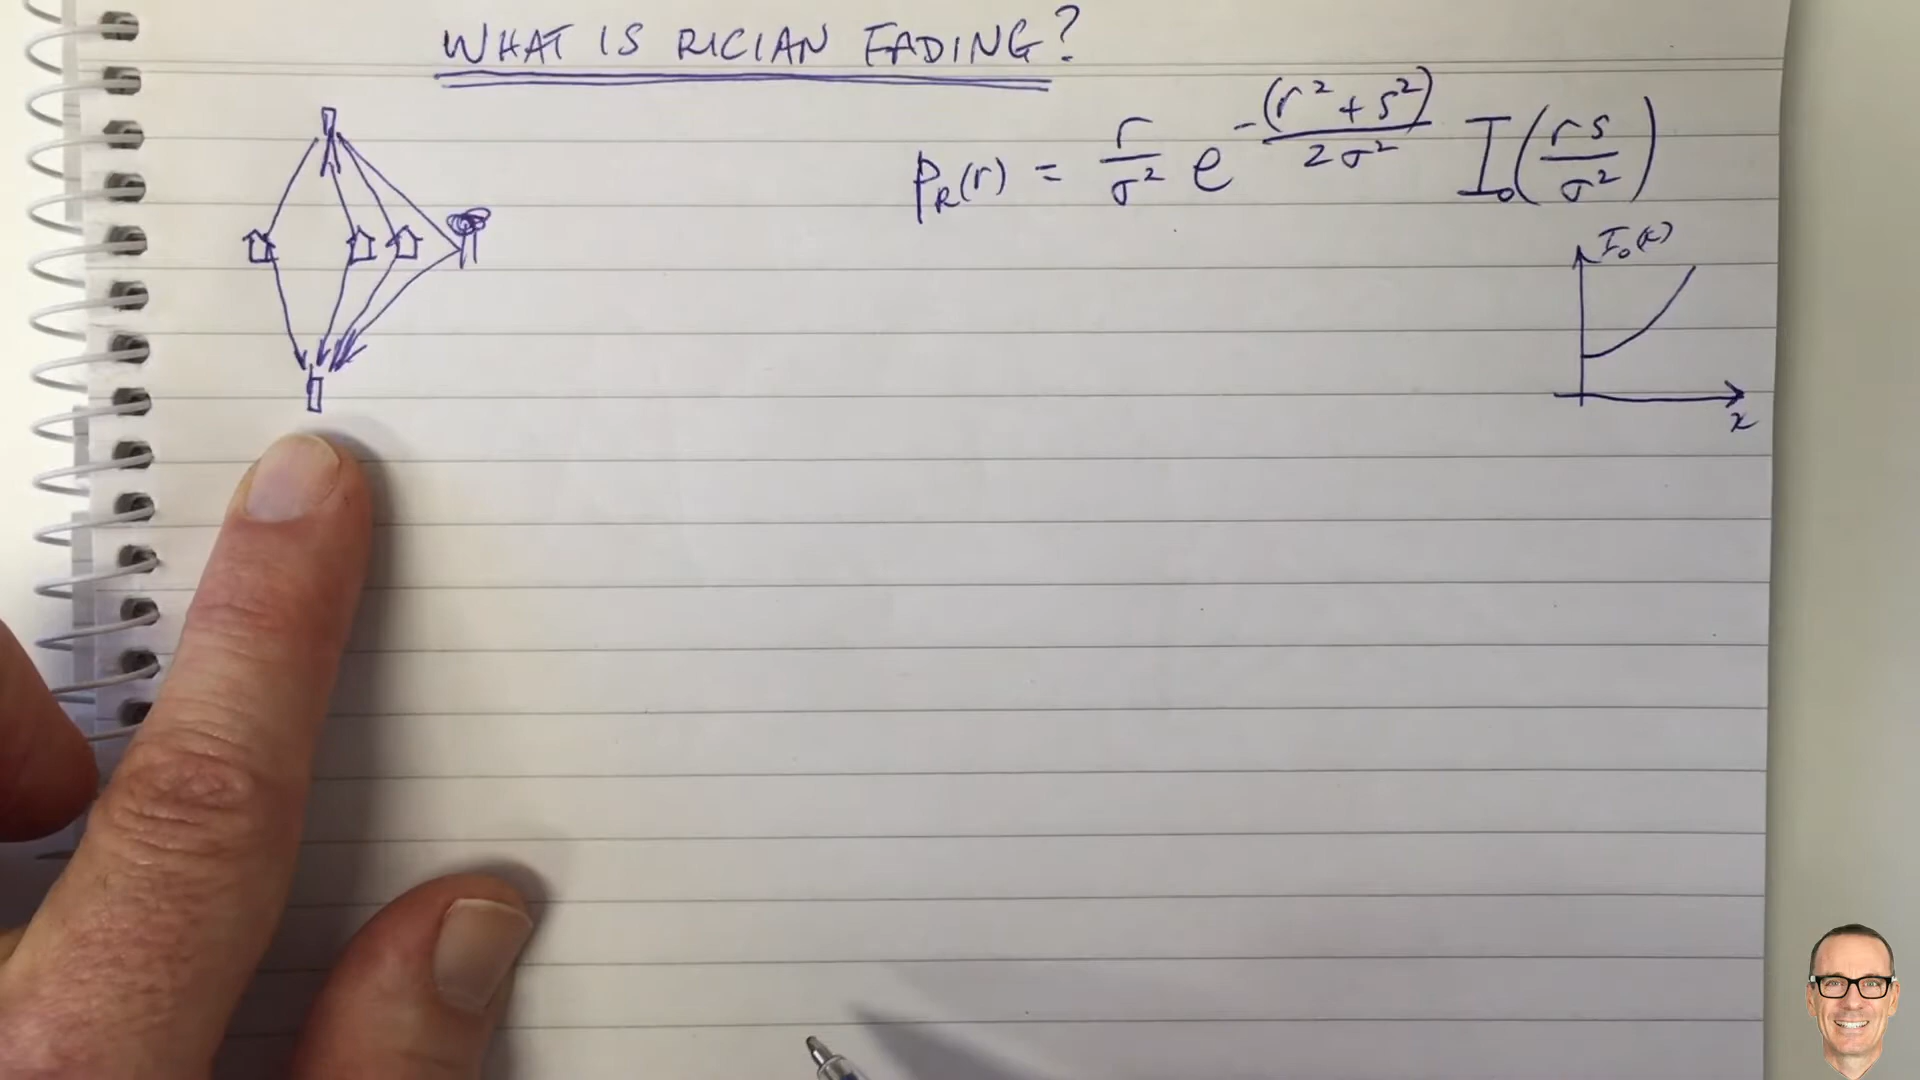 WHAT IS RICIAN FADING?
p_R(r) = r/σ² e^(-(r² + s²)/2σ²) I₀(rs/σ²)
I₀(x)
x